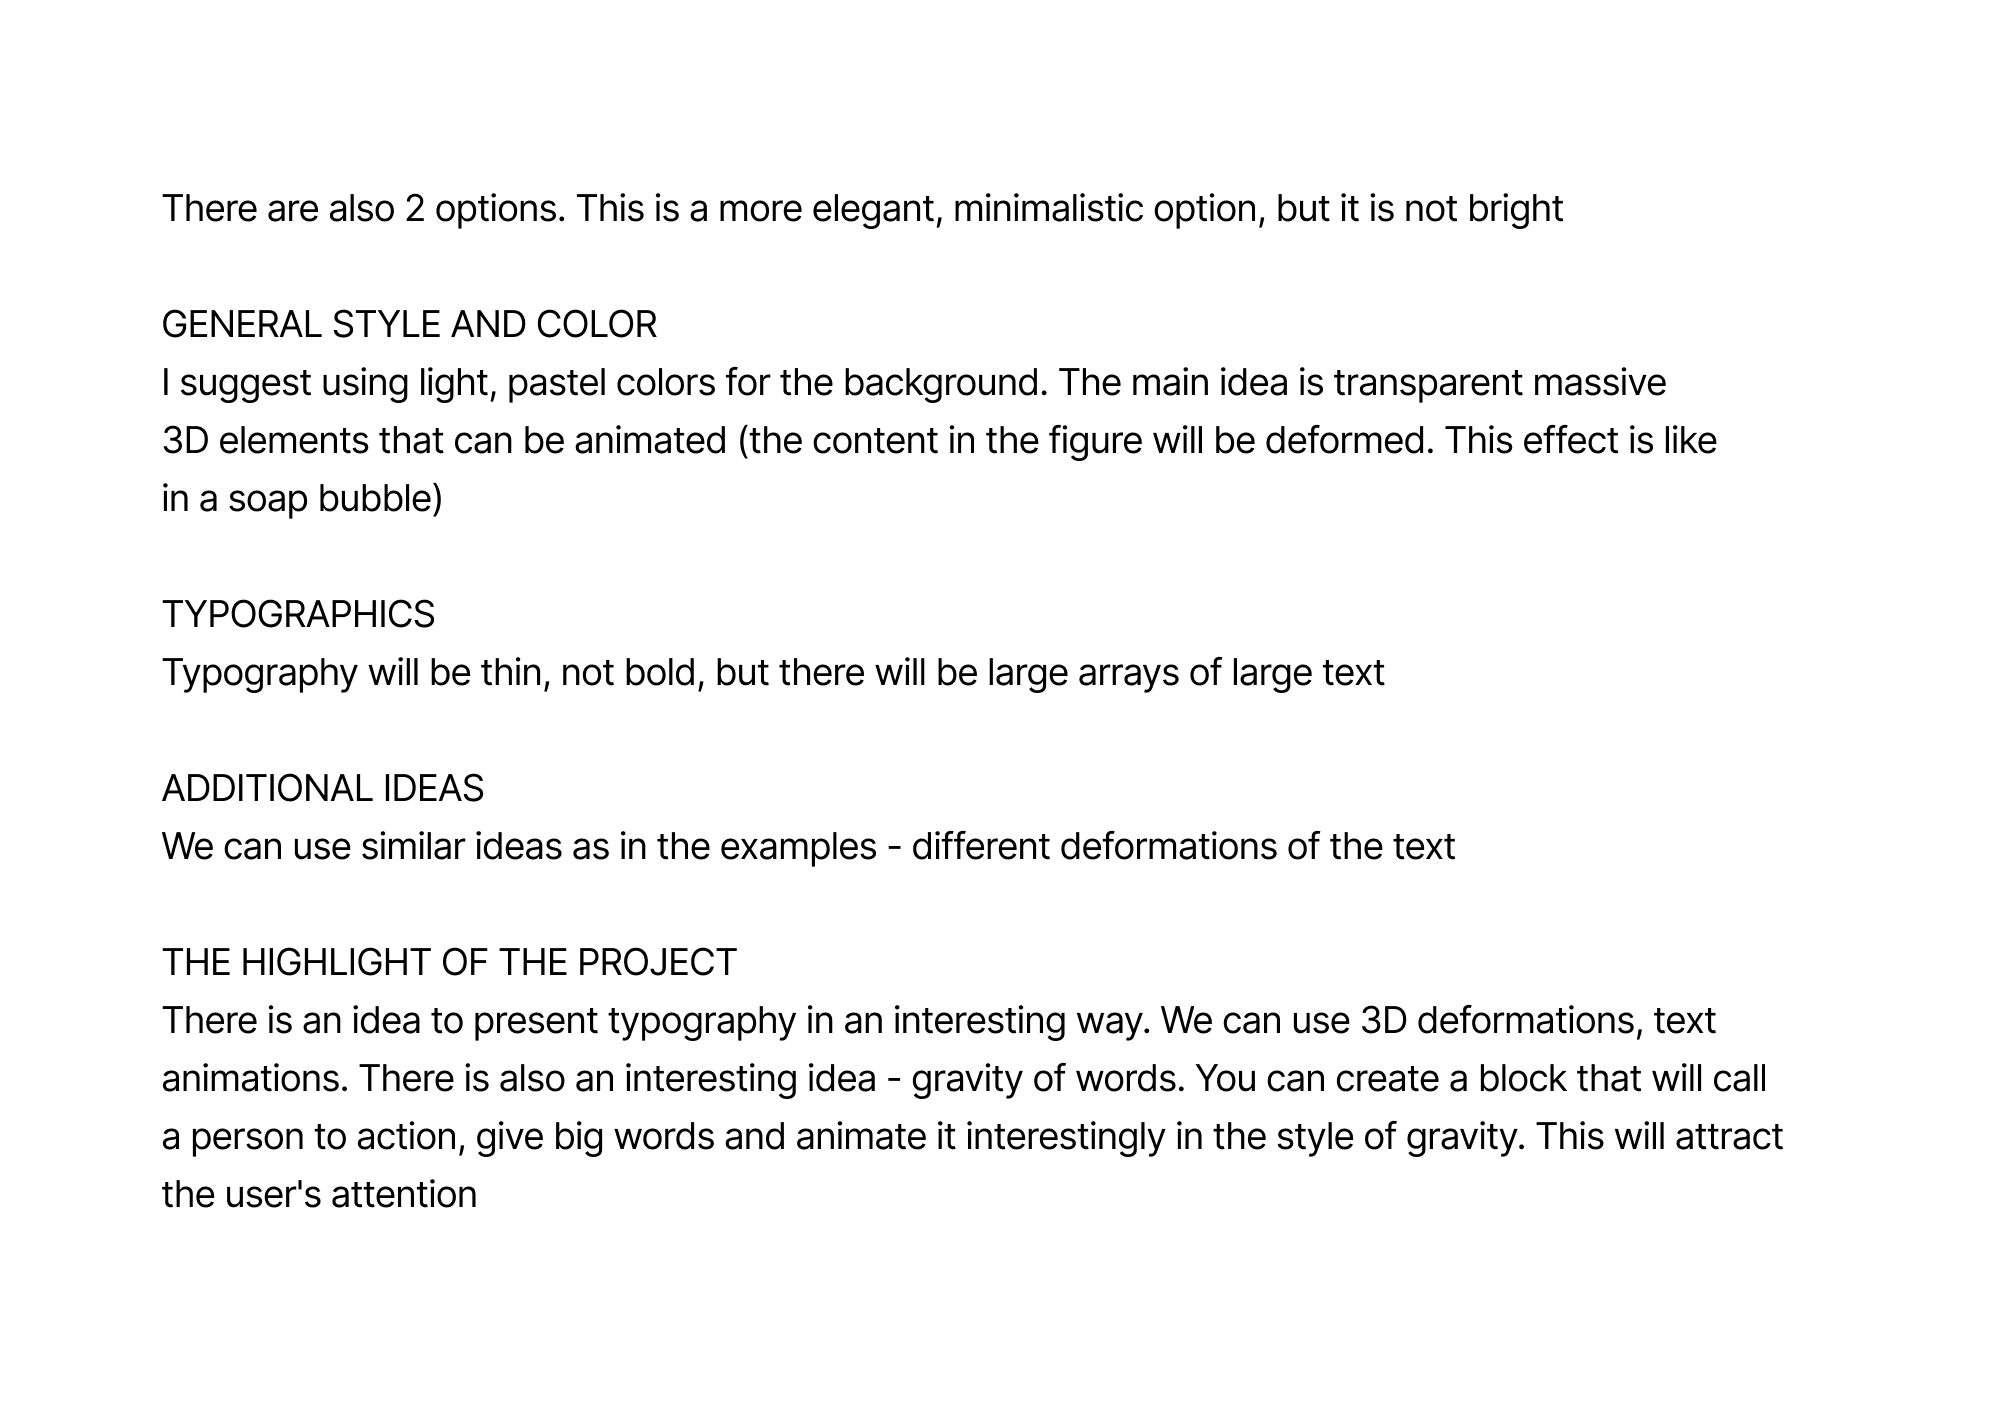 There are also 2 options. This is a more elegant, minimalistic option, but it is not bright
GENERAL STYLE AND COLOR
I suggest using light, pastel colors for the background. The main idea is transparent massive
3D elements that can be animated (the content in the figure will be deformed. This effect is like
in a soap bubble)
TYPOGRAPHICS
Typography will be thin, not bold, but there will be large arrays of large text
ADDITIONAL IDEAS
We can use similar ideas as in the examples - different deformations of the text
THE HIGHLIGHT OF THE PROJECT
There is an idea to present typography in an interesting way. We can use 3D deformations, text
animations. There is also an interesting idea - gravity of words. You can create a block that will call
a person to action, give big words and animate it interestingly in the style of gravity. This will attract
the user's attention